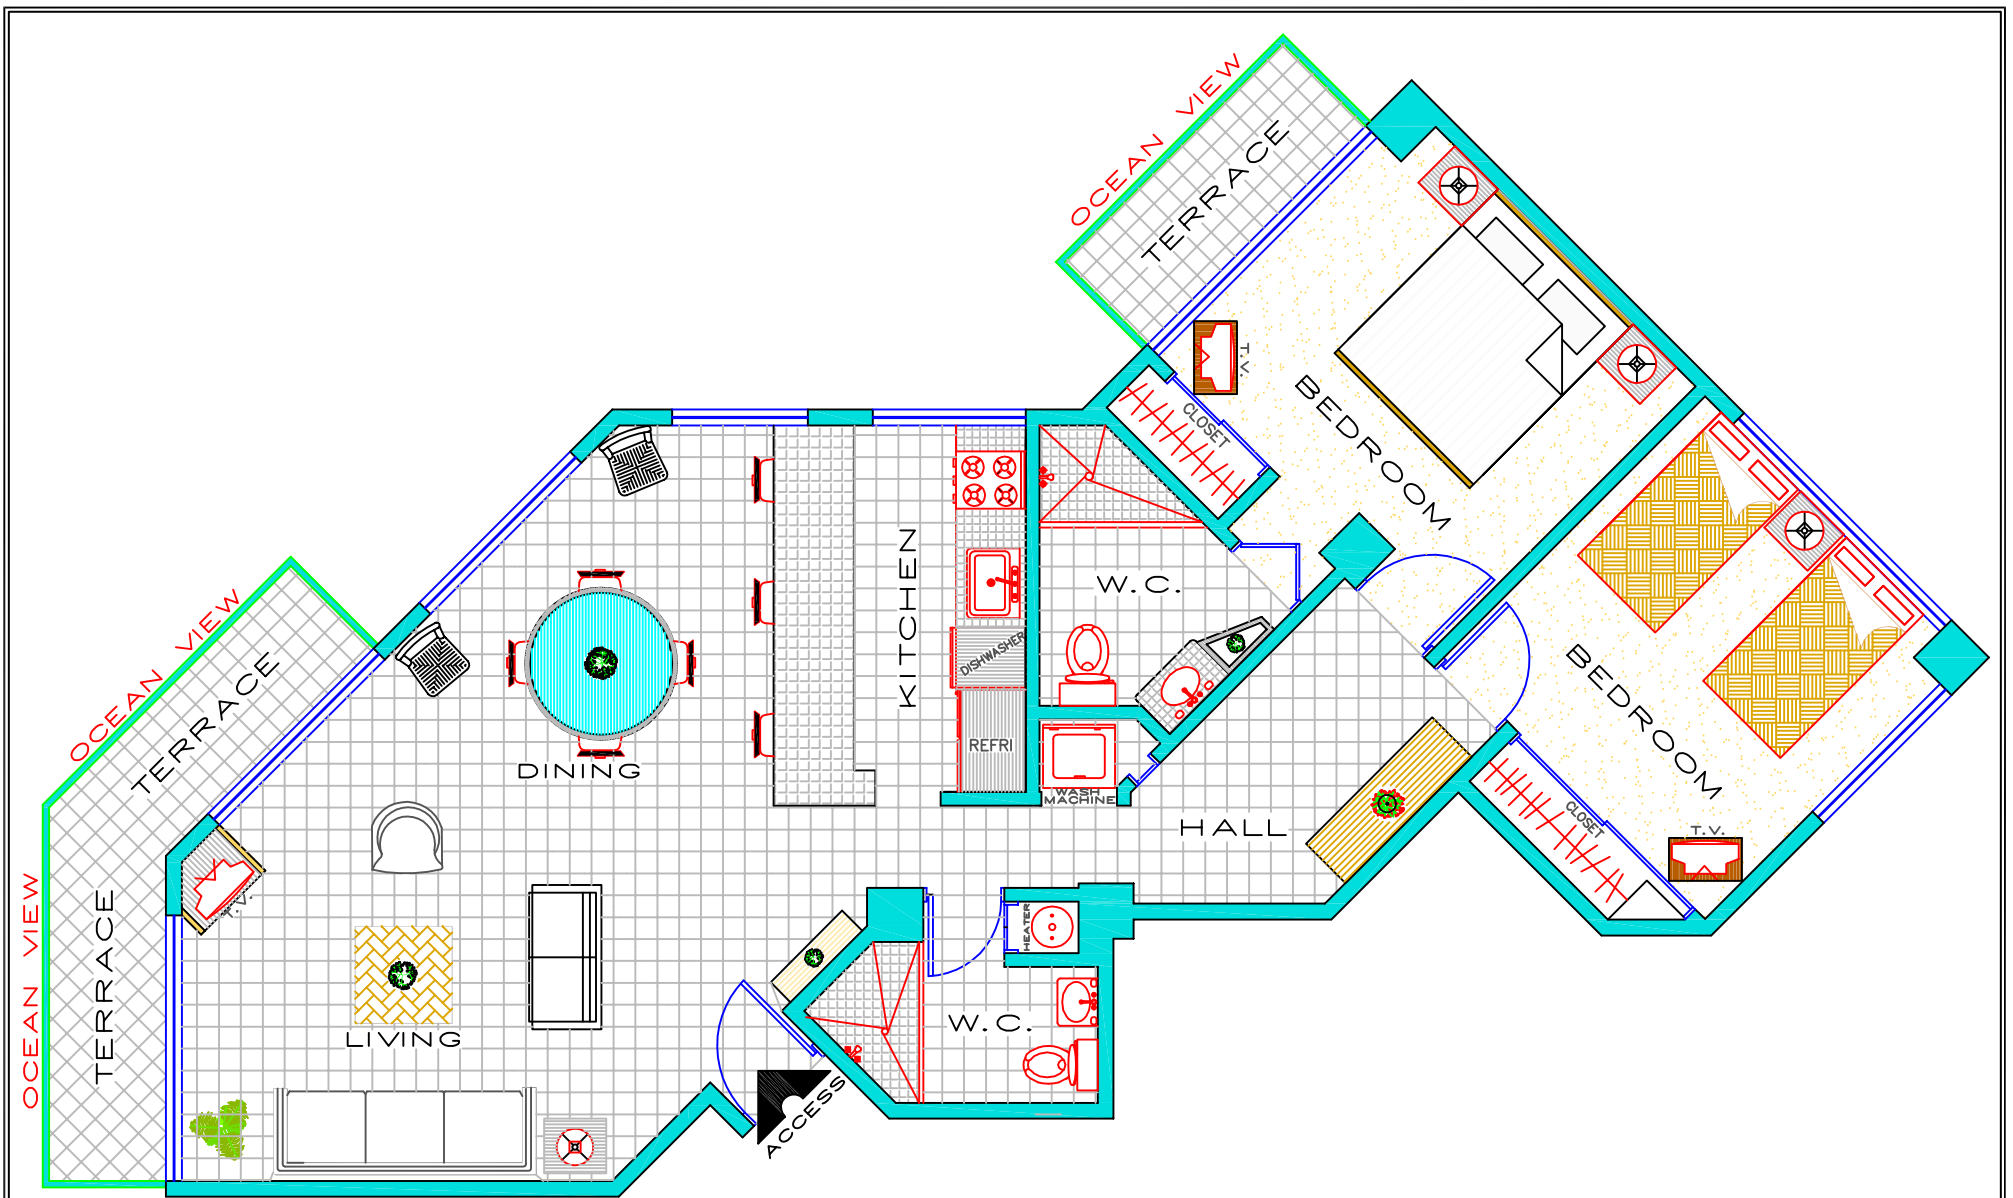 OCEAN VIEW
TERRACE
T.V.
CLOSET
BEDROOM
KITCHEN
W.C.
DISHWASHER
REFRI
WASH
MACHINE
DINING
HALL
BEDROOM
CLOSET
T.V.
OCEAN VIEW
TERRACE
OCEAN VIEW
TERRACE
T.V.
LIVING
HEATER
W.C.
ACCESS